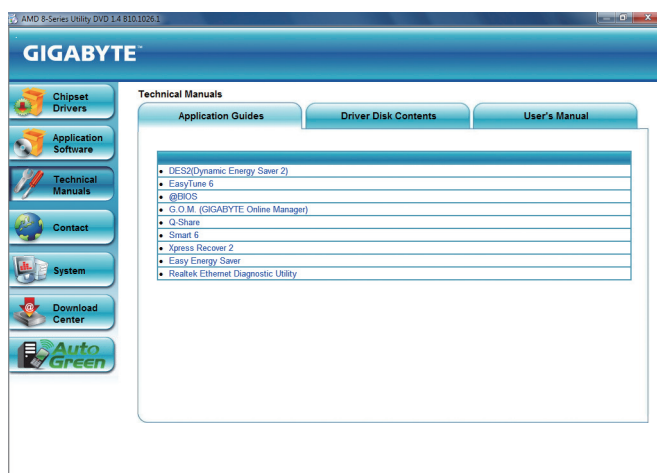 AMD 8-Series Utility DVD 1.4 B10.1026.1
GIGABYTE™
Chipset
Drivers
Application
Software
Technical
Manuals
Contact
System
Download
Center
Auto
Green
Technical Manuals
Application Guides
Driver Disk Contents
User's Manual
DES2(Dynamic Energy Saver 2)
EasyTune 6
@BIOS
G.O.M. (GIGABYTE Online Manager)
Q-Share
Smart 6
Xpress Recover 2
Easy Energy Saver
Realtek Ethernet Diagnostic Utility